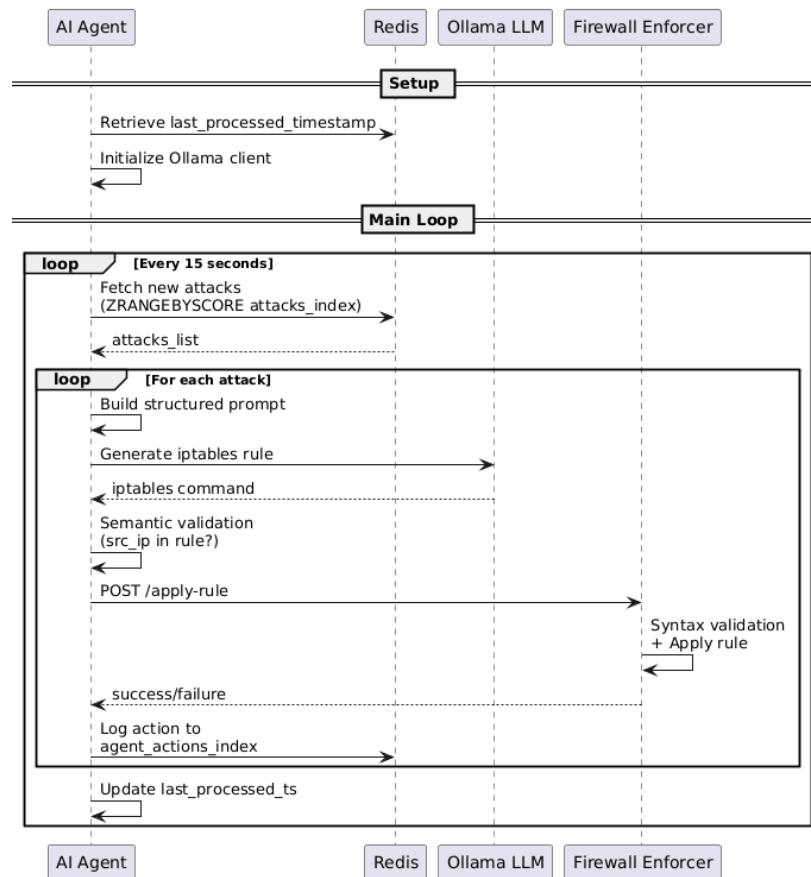 AI Agent
Redis
Ollama LLM
Firewall Enforcer
Setup
Retrieve last_processed_timestamp
Initialize Ollama client
Main Loop
loop
[Every 15 seconds]
Fetch new attacks
(ZRANGEBYSCORE attacks_index)
attacks_list
loop
[For each attack]
Build structured prompt
Generate iptables rule
iptables command
Semantic validation
(src_ip in rule?)
POST /apply-rule
Syntax validation
+ Apply rule
success/failure
Log action to
agent_actions_index
Update last_processed_ts
AI Agent
Redis
Ollama LLM
Firewall Enforcer